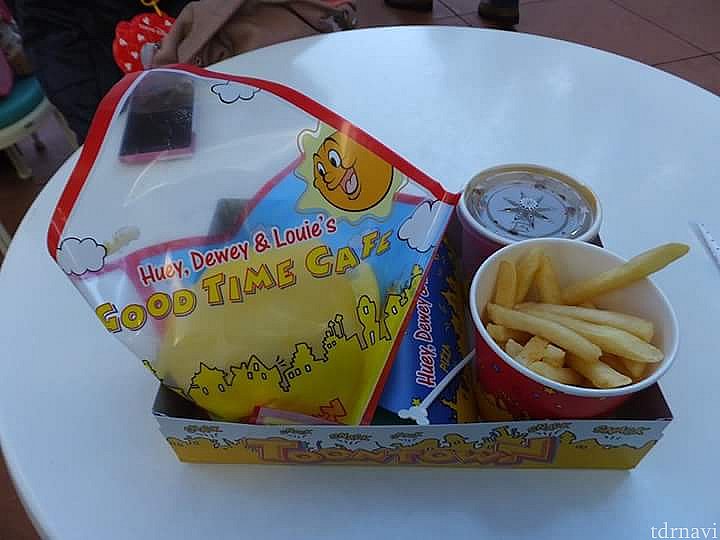 Huey, Dewey & Louie's
GOOD TIME CAFE
Huey, Dewey
PIZZA
TOONTOWN
tdrnavi